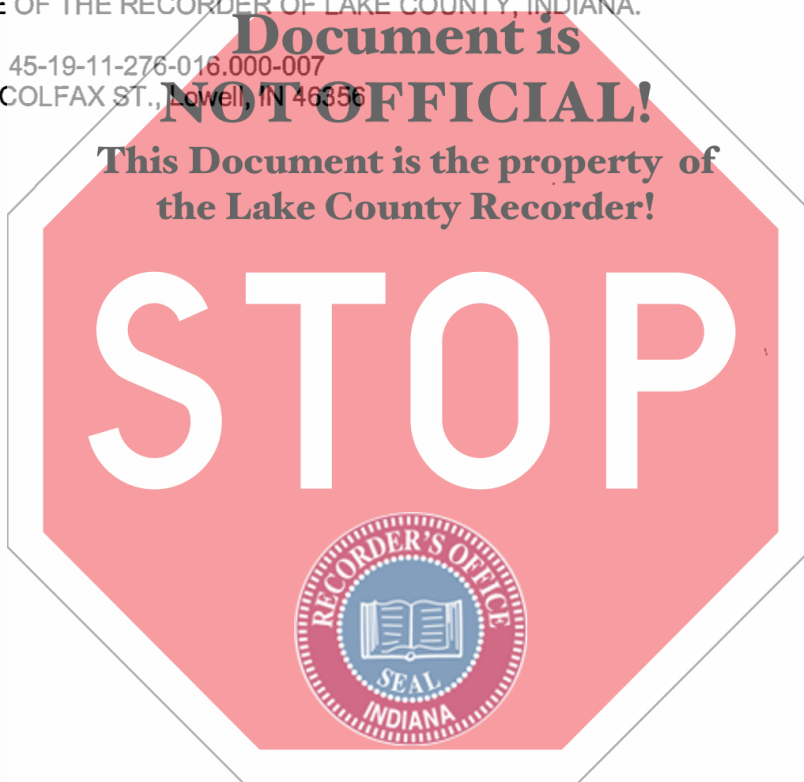 OF THE RECORDER OF LAKE COUNTY, INDIANA.
Document is
45-19-11-276-016.000-007
NOT OFFICIAL!
COLFAX ST., Lowell, IN 46356
This Document is the property of
the Lake County Recorder!
STOP
RECORDER'S OFFICE
SEAL
INDIANA